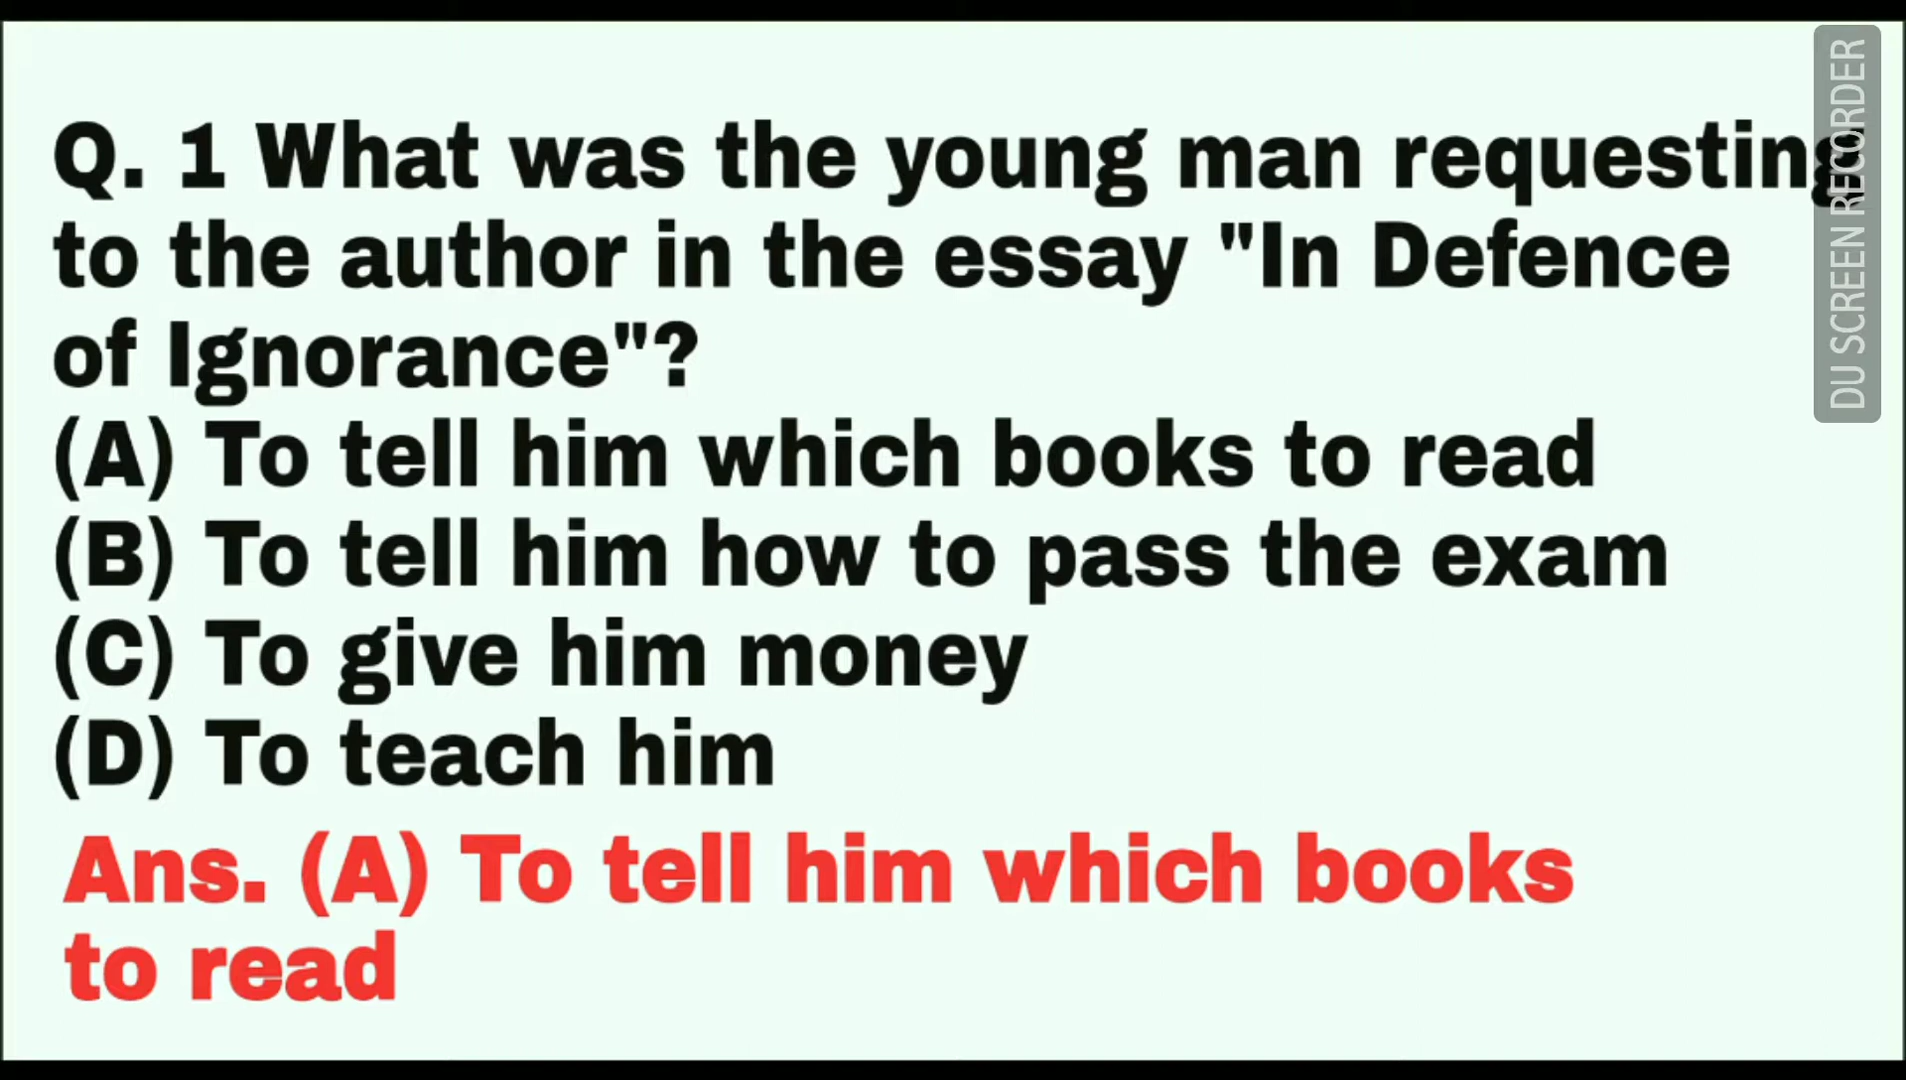 Q. 1 What was the young man requesting
to the author in the essay "In Defence
of Ignorance"?
(A) To tell him which books to read
(B) To tell him how to pass the exam
(C) To give him money
(D) To teach him
Ans. (A) To tell him which books
to read
DU SCREEN RECORDER